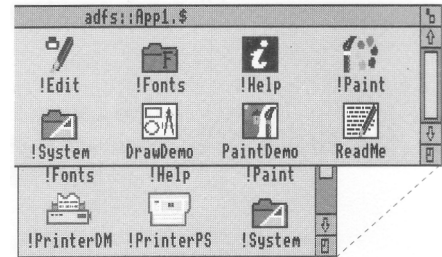 adfs::App1.$
!Edit !Fonts !Help !Paint
!System DrawDemo PaintDemo ReadMe
!Fonts !Help !Paint
!PrinterDM !PrinterPS !System